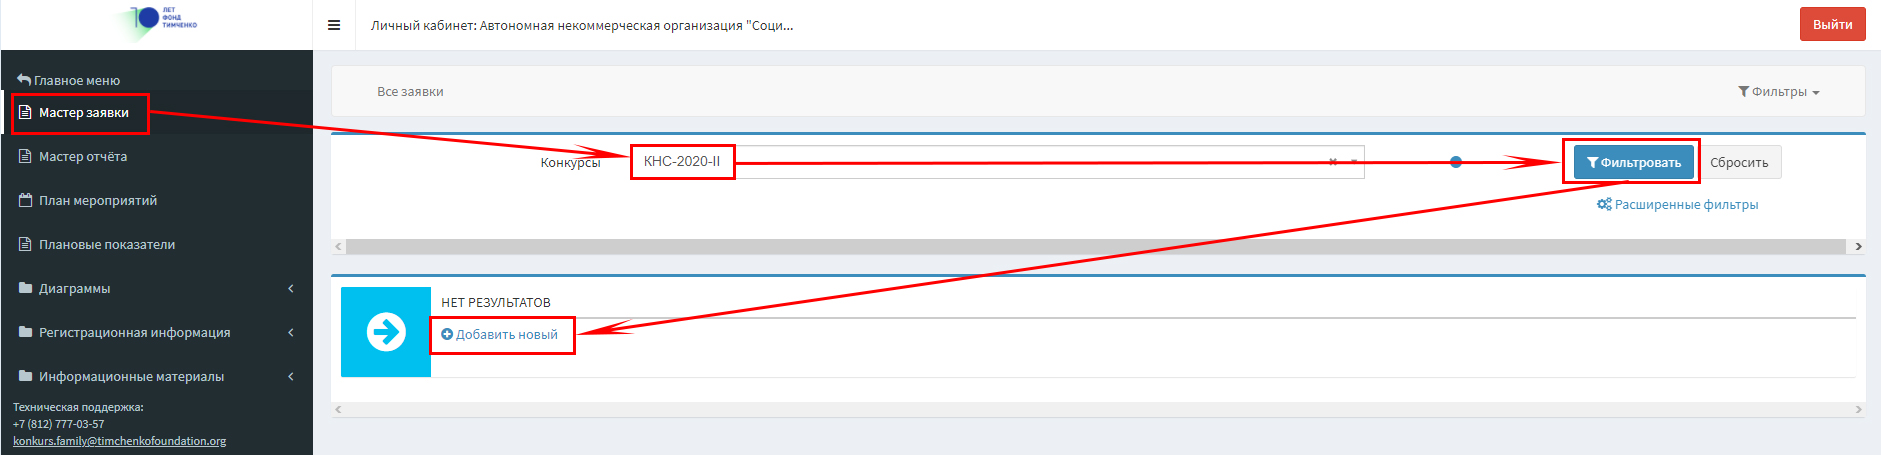 10 ЛЕТ
ФОНД
ТИМЧЕНКО
Личный кабинет: Автономная некоммерческая организация "Соци...
Выйти
Главное меню
Мастер заявки
Мастер отчёта
План мероприятий
Плановые показатели
Диаграммы
Регистрационная информация
Информационные материалы
Техническая поддержка:
+7 (812) 777-03-57
konkurs.family@timchenkofoundation.org
Все заявки
Фильтры
Конкурсы
КНС-2020-II
Фильтровать
Сбросить
Расширенные фильтры
НЕТ РЕЗУЛЬТАТОВ
Добавить новый